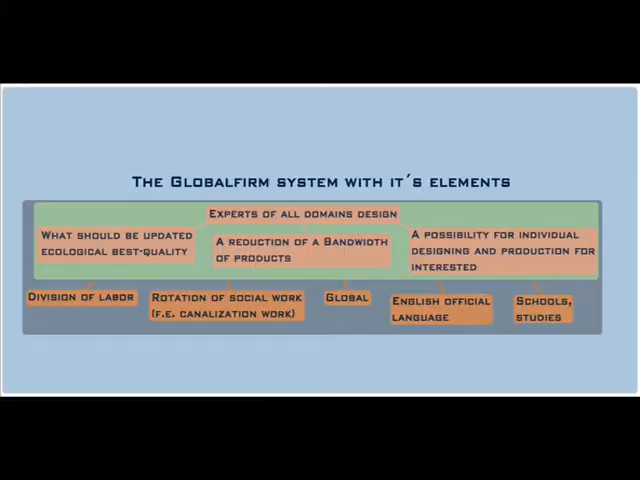 The Globalfirm system with it´s elements
Experts of all domains design
What should be updated
ecological best-quality
A reduction of a Bandwidth
of products
A possibility for individual
designing and production for
interested
Division of labor
Rotation of social work
(f.e. canalization work)
Global
English official
language
Schools,
studies